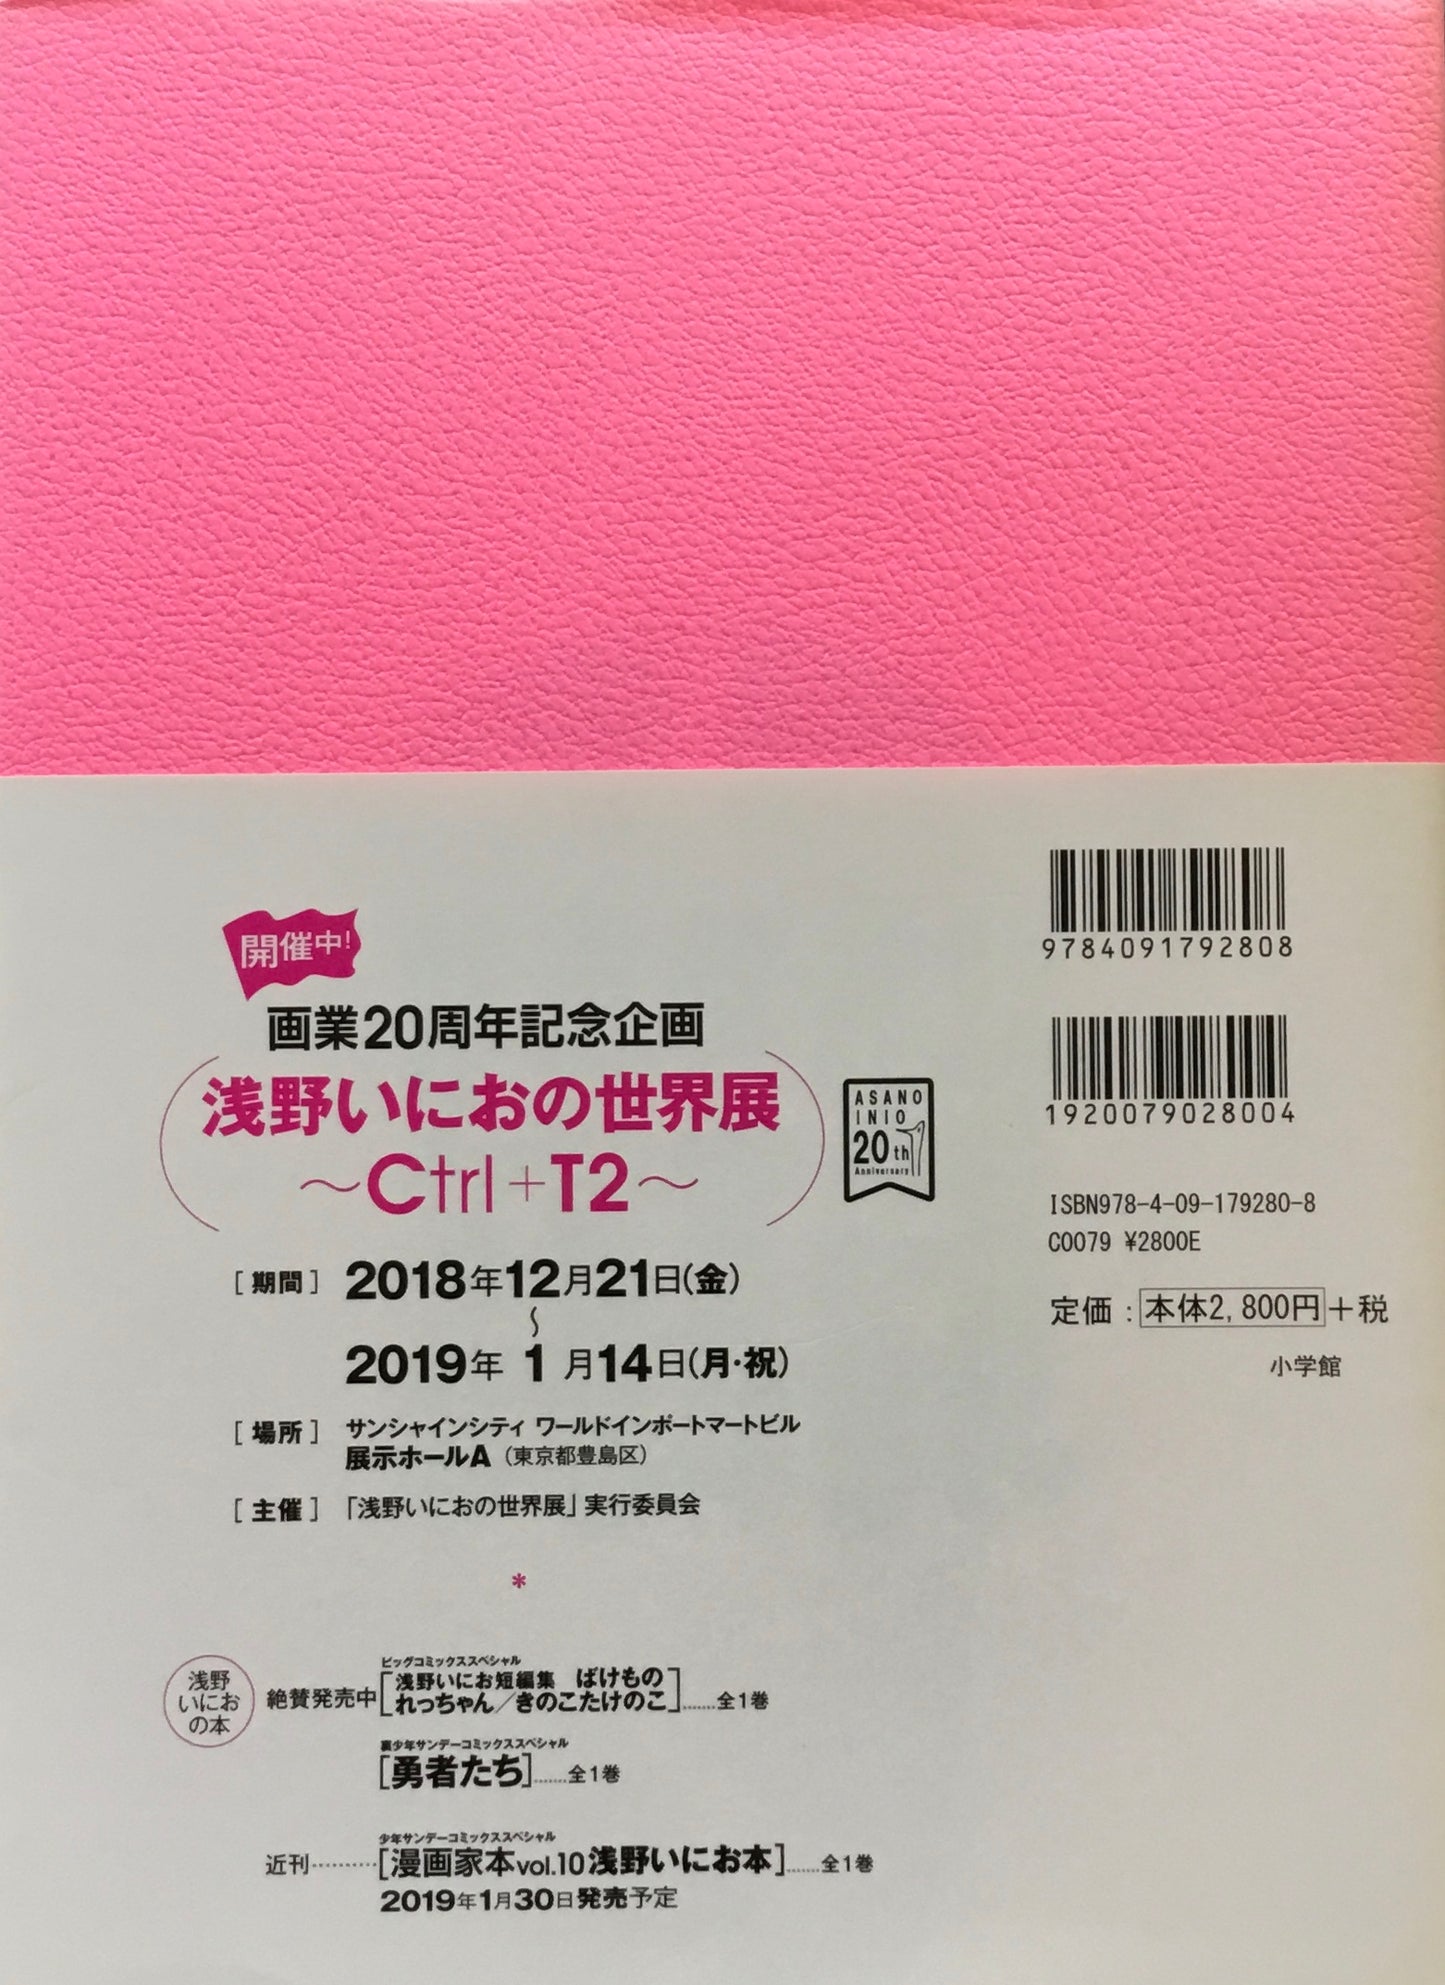 開催中!
画業20周年記念企画
浅野いにおの世界展
～Ctrl+T2～
ASANO
INIO
20th
Anniversary
[期間] 2018年12月21日(金)
～
2019年 1月14日(月・祝)
[場所] サンシャインシティ ワールドインポートマートビル
展示ホールA（東京都豊島区）
[主催]「浅野いにおの世界展」実行委員会
*
浅野
いにお
の本
絶賛発売中
ビッグコミックススペシャル
[浅野いにお短編集 ばけもの
れっちゃん／きのこたけのこ]……全1巻
裏少年サンデーコミックススペシャル
[勇者たち]……全1巻
少年サンデーコミックススペシャル
近刊………[漫画家本vol.10浅野いにお本]……全1巻
2019年1月30日発売予定
9784091792808
1920079028004
ISBN978-4-09-179280-8
C0079 ¥2800E
定価：本体2,800円+税
小学館